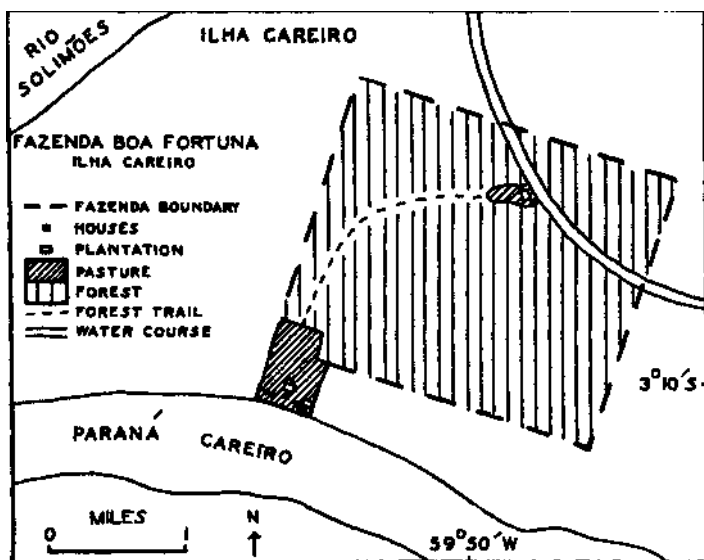 RIO
SOLIMÕES
ILHA CAREIRO
FAZENDA BOA FORTUNA
ILHA CAREIRO
FAZENDA BOUNDARY
HOUSES
PLANTATION
PASTURE
FOREST
FOREST TRAIL
WATER COURSE
3°10'S
PARANÁ CAREIRO
0 MILES 1
N
59°50'W